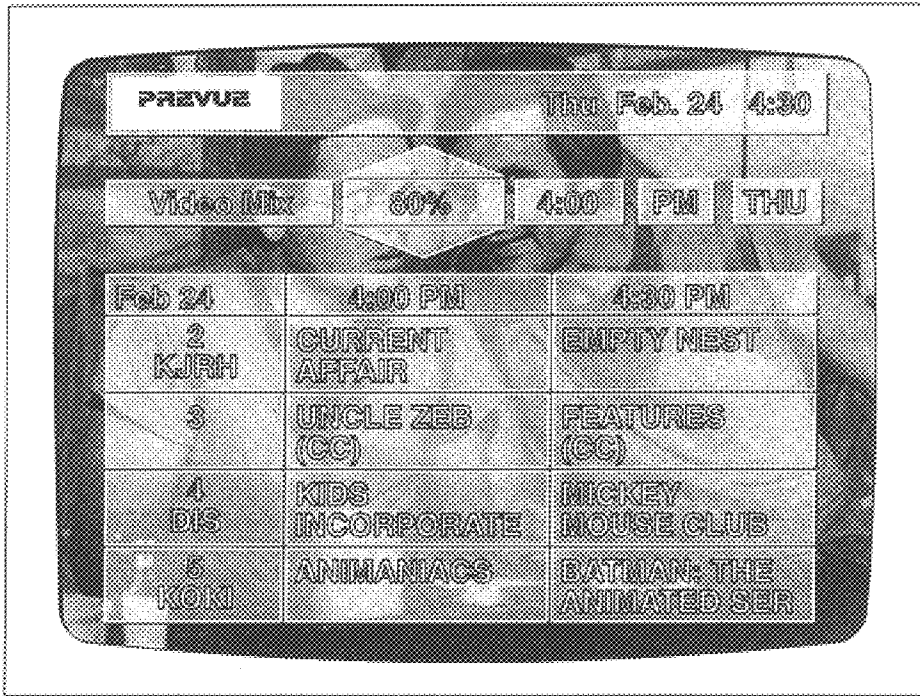 PREVUE Thu Feb. 24 4:30
Video Mix 80% 4:00 PM THU
Feb 24 4:00 PM 4:30 PM
2 CURRENT EMPTY NEST
KJRH AFFAIR
3 UNCLE ZEB FEATURES
(CC) (CC)
4 KIDS MICKEY
DIS INCORPORATE MOUSE CLUB
5 ANIMANIACS BATMAN: THE
KOKI ANIMATED SER